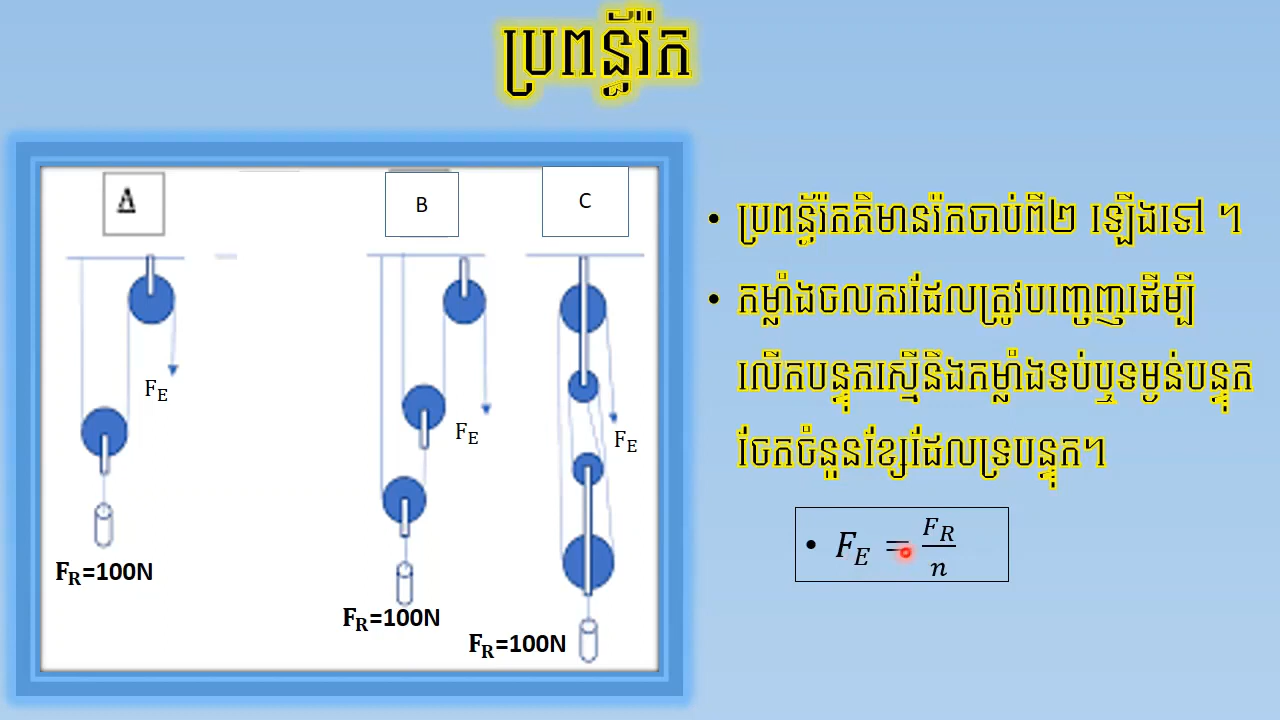 ប្រពន្ធ័រ៉ក
A
B
C
F_E
F_E
F_E
F_R=100N
F_R=100N
F_R=100N
• ប្រពន្ធ័រ៉កគឺមានរ៉កចាប់ពី២ ឡើងទៅ ។
• កម្លាំងចលករដែលត្រូវបញ្ចេញដើម្បី
លើកបន្ទុកស្មើនិងកម្លាំងទប់ឬទម្ងន់បន្ទុក
ចែកចំនួនខ្សែដែលទ្របន្ទុក។
• F_E = F_R/n